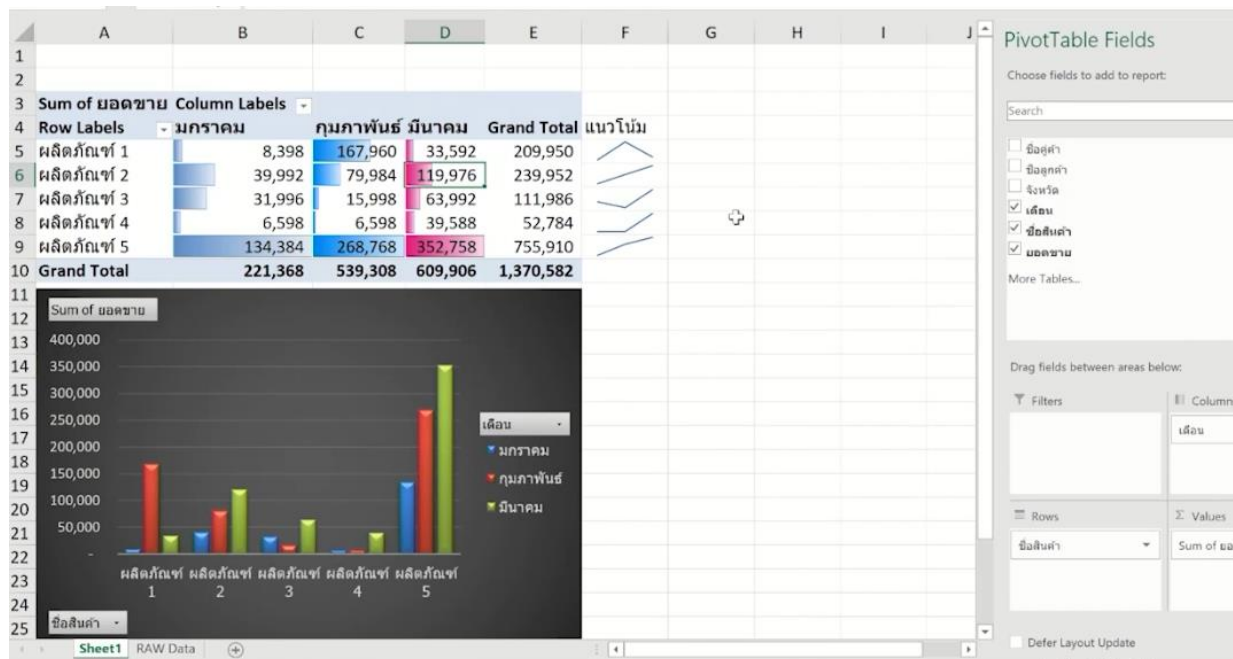 A B C D E F G H I J
1
2
3 Sum of ยอดขาย Column Labels
4 Row Labels มกราคม กุมภาพันธ์ มีนาคม Grand Total แนวโน้ม
5 ผลิตภัณฑ์ 1 8,398 167,960 33,592 209,950
6 ผลิตภัณฑ์ 2 39,992 79,984 119,976 239,952
7 ผลิตภัณฑ์ 3 31,996 15,998 63,992 111,986
8 ผลิตภัณฑ์ 4 6,598 6,598 39,588 52,784
9 ผลิตภัณฑ์ 5 134,384 268,768 352,758 755,910
10 Grand Total 221,368 539,308 609,906 1,370,582
11
12
13
14
15
16
17
18
19
20
21
22
23
24
25
Sum of ยอดขาย
400,000
350,000
300,000
250,000
200,000
150,000
100,000
50,000
-
ผลิตภัณฑ์ ผลิตภัณฑ์ ผลิตภัณฑ์ ผลิตภัณฑ์ ผลิตภัณฑ์
1 2 3 4 5
เดือน
มกราคม
กุมภาพันธ์
มีนาคม
ชื่อสินค้า
Sheet1 RAW Data
PivotTable Fields
Choose fields to add to report:
Search
ชื่อคู่ค้า
ชื่อลูกค้า
จังหวัด
เดือน
ชื่อสินค้า
ยอดขาย
More Tables...
Drag fields between areas below:
Filters Column
เดือน
Rows Σ Values
ชื่อสินค้า Sum of ยอ
Defer Layout Update